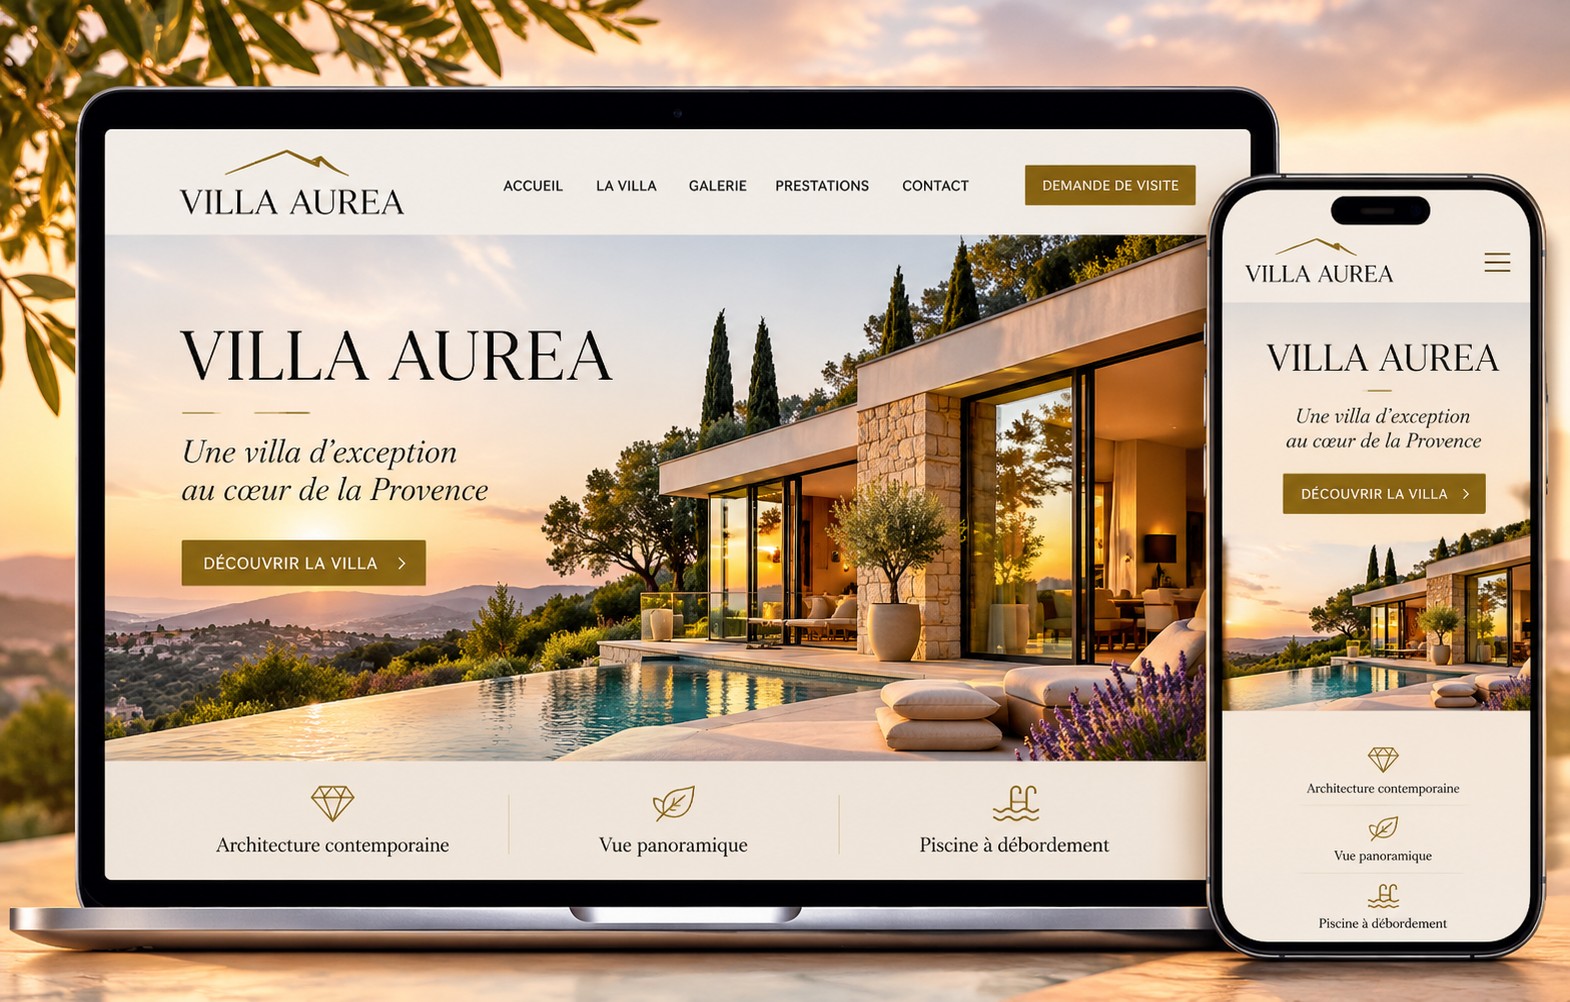 VILLA AUREA
ACCUEIL
LA VILLA
GALERIE
PRESTATIONS
CONTACT
DEMANDE DE VISITE
VILLA AUREA
Une villa d’exception
au cœur de la Provence
DÉCOUVRIR LA VILLA
Architecture contemporaine
Vue panoramique
Piscine à débordement
VILLA AUREA
VILLA AUREA
Une villa d’exception
au cœur de la Provence
DÉCOUVRIR LA VILLA
Architecture contemporaine
Vue panoramique
Piscine à débordement